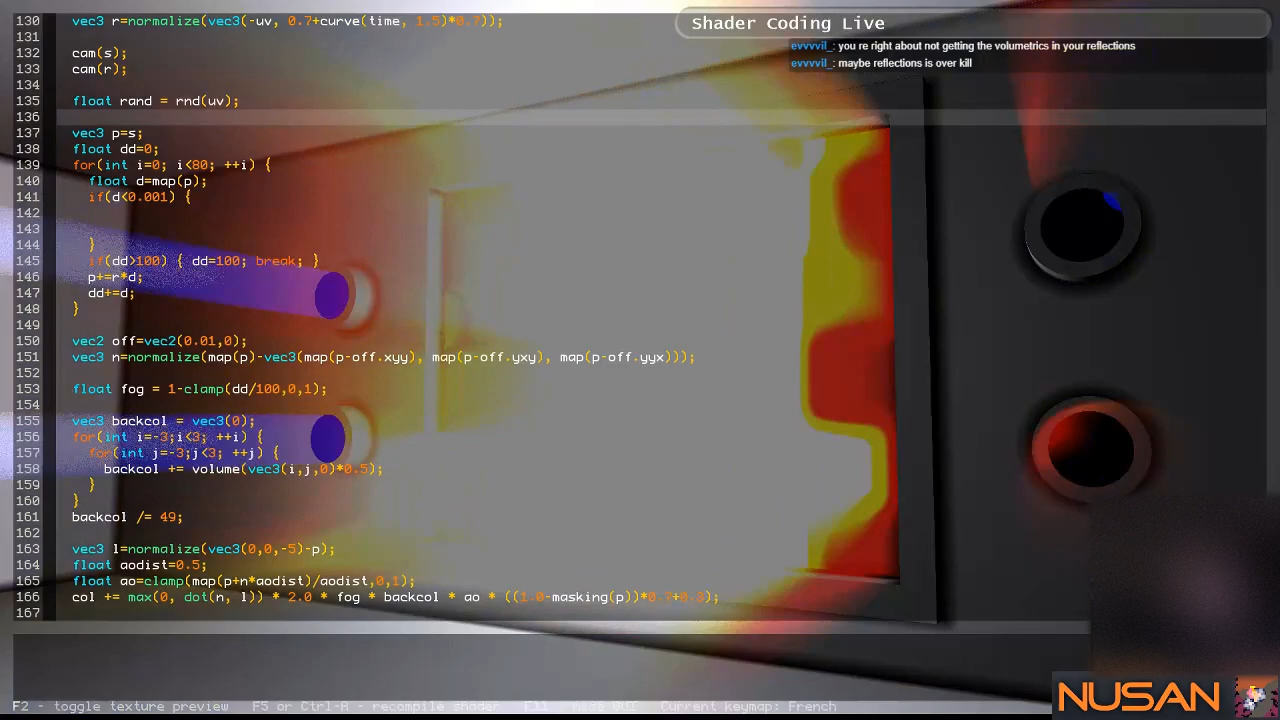 130 vec3 r=normalize(vec3(-uv, 0.7+curve(time, 1.5)*0.7));
Shader Coding Live
131
evvvvil_: you re right about not getting the volumetrics in your reflections
132 cam(s);
evvvvil_: maybe reflections is over kill
133 cam(r);
134
135 float rand = rnd(uv);
136
137 vec3 p=s;
138 float dd=0;
139 for(int i=0; i<80; ++i) {
140 float d=map(p);
141 if(d<0.001) {
142
143
144 }
145 if(dd>100) { dd=100; break; }
146 p+=r*d;
147 dd+=d;
148 }
149
150 vec2 off=vec2(0.01,0);
151 vec3 n=normalize(map(p)-vec3(map(p-off.xyy), map(p-off.yxy), map(p-off.yyx)));
152
153 float fog = 1-clamp(dd/100,0,1);
154
155 vec3 backcol = vec3(0);
156 for(int i=-3;i<3; ++i) {
157 for(int j=-3;j<3; ++j) {
158 backcol += volume(vec3(i,j,0)*0.5);
159 }
160 }
161 backcol /= 49;
162
163 vec3 l=normalize(vec3(0,0,-5)-p);
164 float aodist=0.5;
165 float ao=clamp(map(p+n*aodist)/aodist,0,1);
166 col += max(0, dot(n, l)) * 2.0 * fog * backcol * ao * ((1.0-masking(p))*0.7+0.3);
167
F2 - toggle texture preview F5 or Ctrl-R - recompile shader F11 - hide GUI Current keymap: French
NUSAN